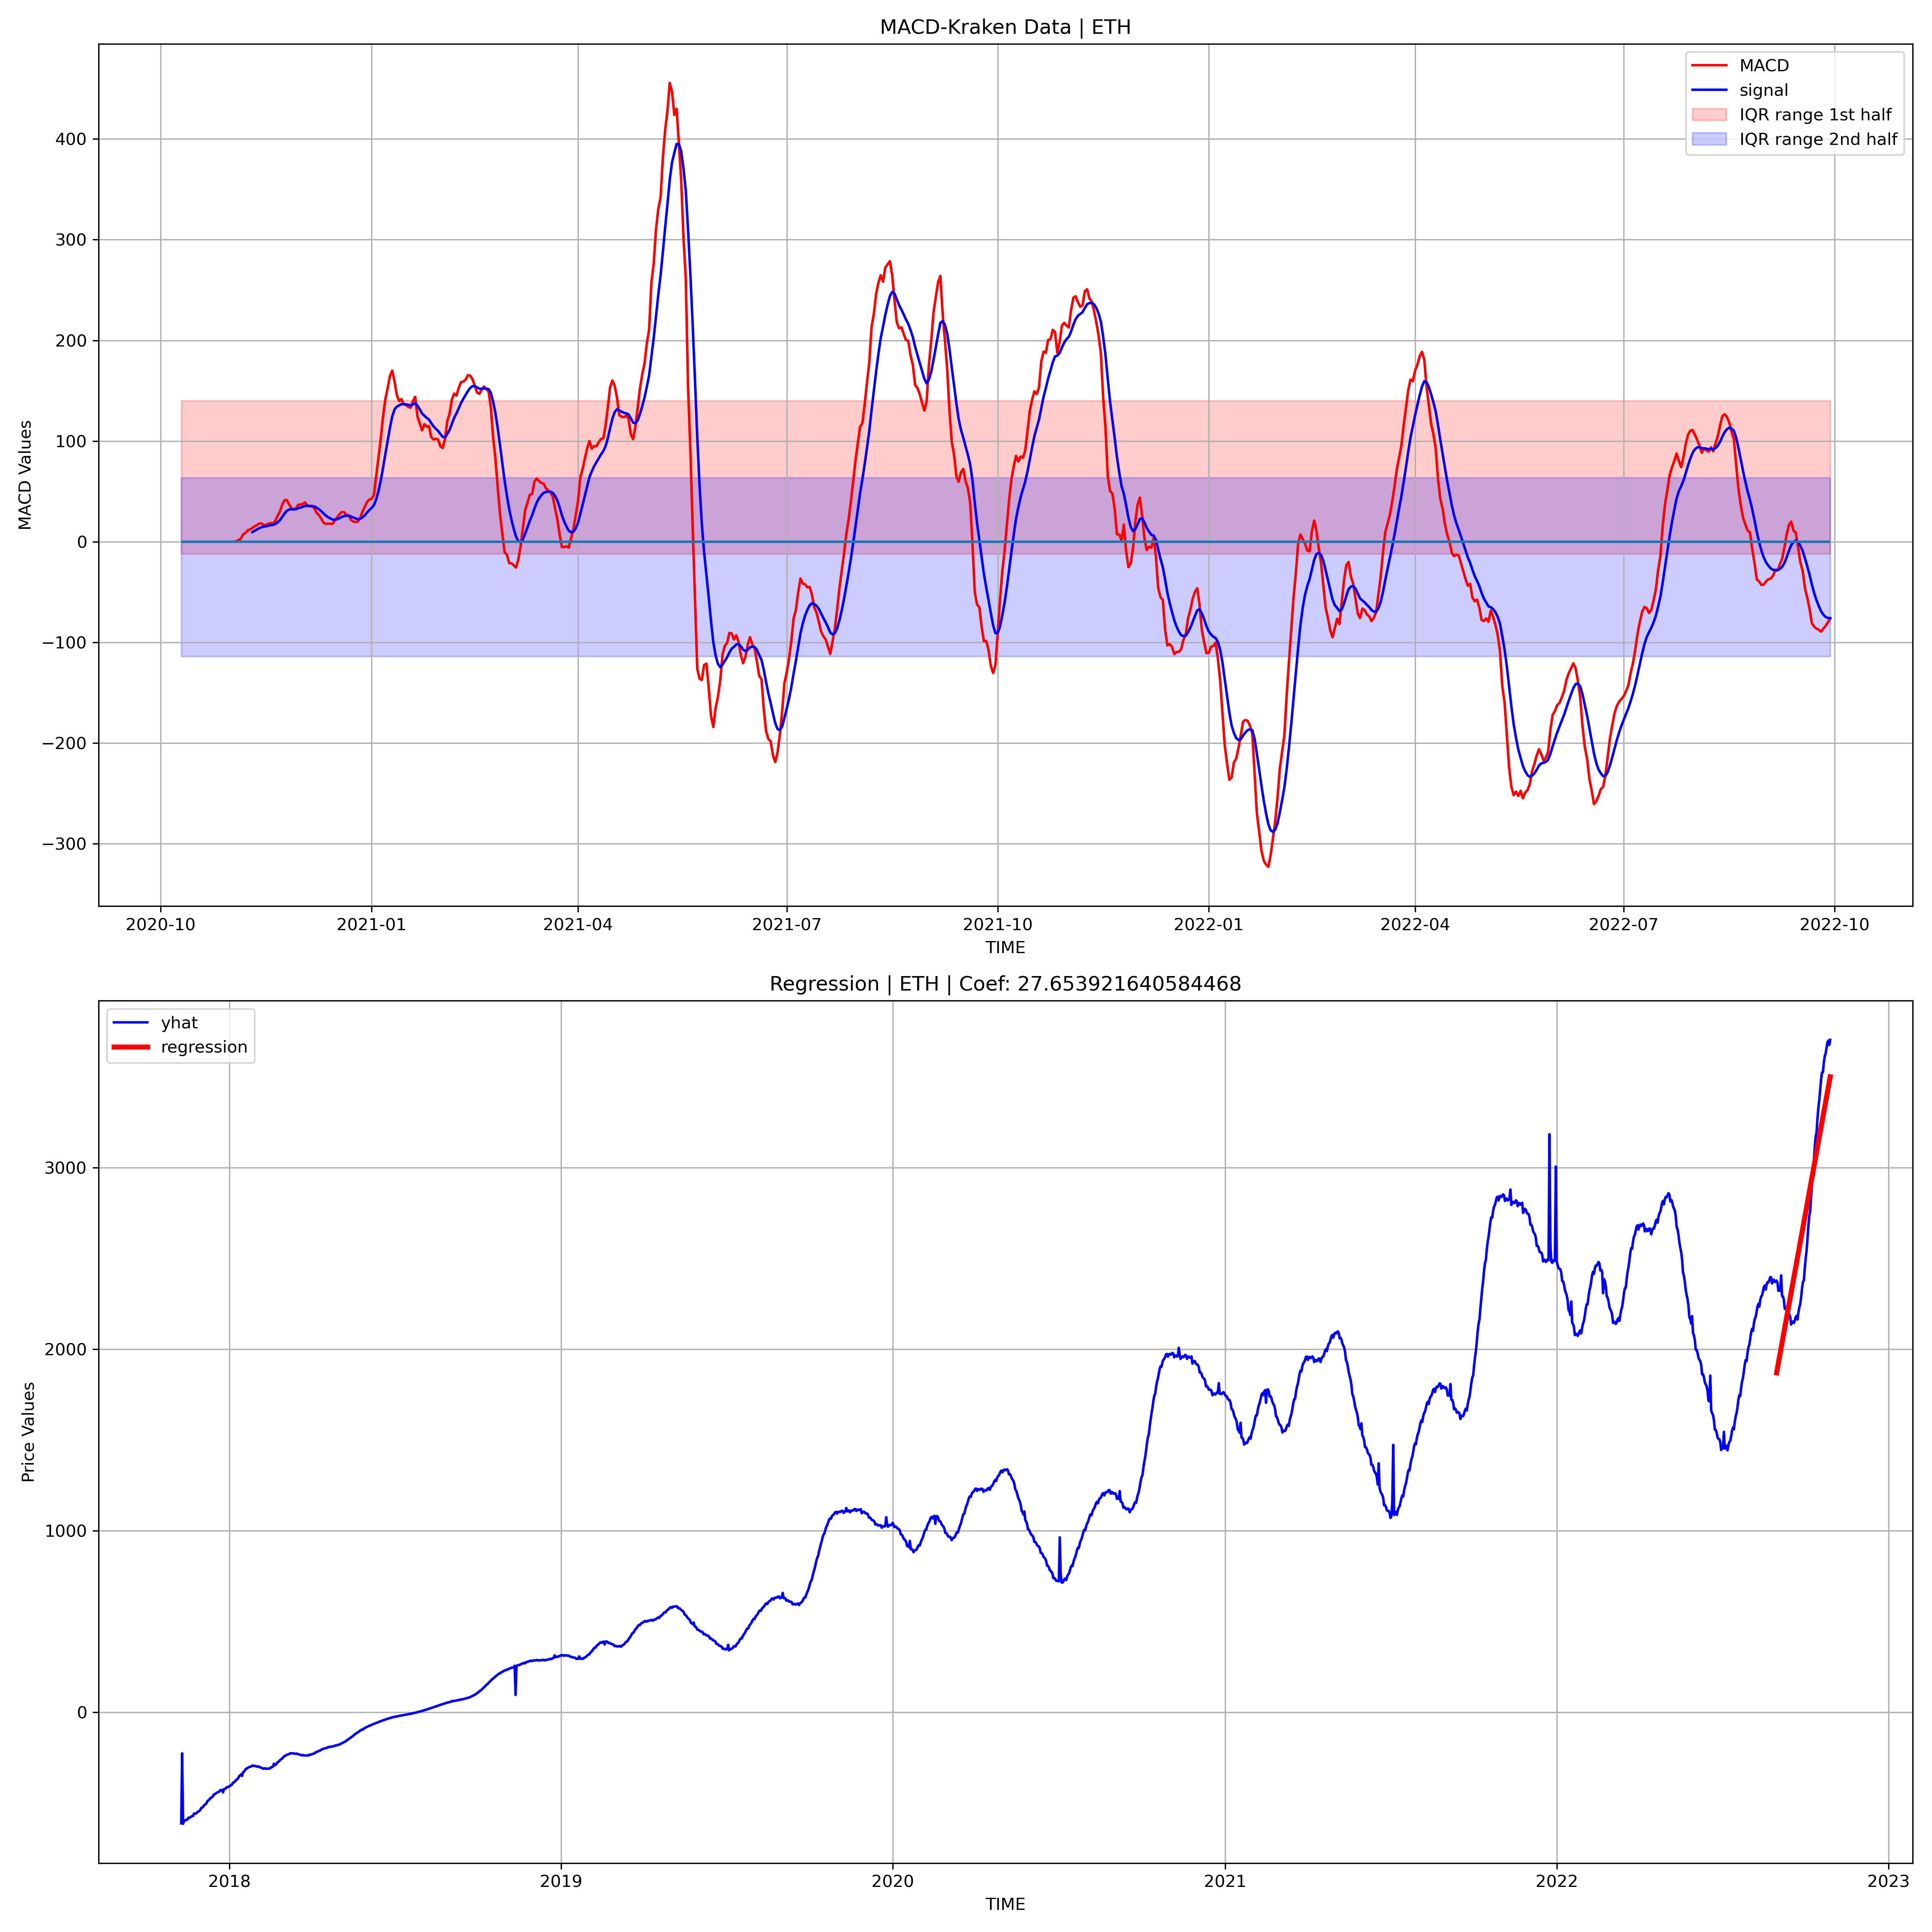 MACD-Kraken Data | ETH
MACD
signal
IQR range 1st half
IQR range 2nd half
MACD Values
400
300
200
100
0
−100
−200
−300
2020-10
2021-01
2021-04
2021-07
2021-10
2022-01
2022-04
2022-07
2022-10
TIME
Regression | ETH | Coef: 27.653921640584468
yhat
regression
Price Values
3000
2000
1000
0
2018
2019
2020
2021
2022
2023
TIME